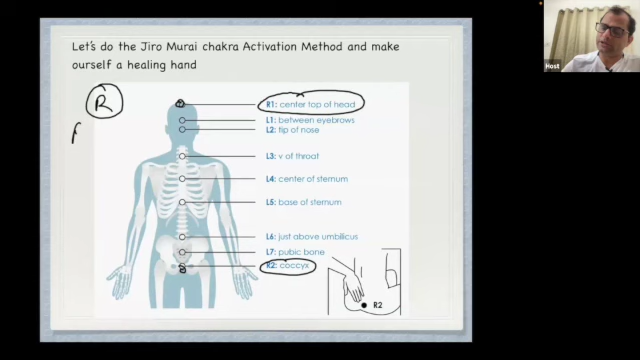 Let's do the Jiro Murai chakra Activation Method and make
ourself a healing hand
R
R1: center top of head
L1: between eyebrows
L2: tip of nose
L3: v of throat
L4: center of sternum
L5: base of sternum
L6: just above umbilicus
L7: pubic bone
R2: coccyx
R2
Host